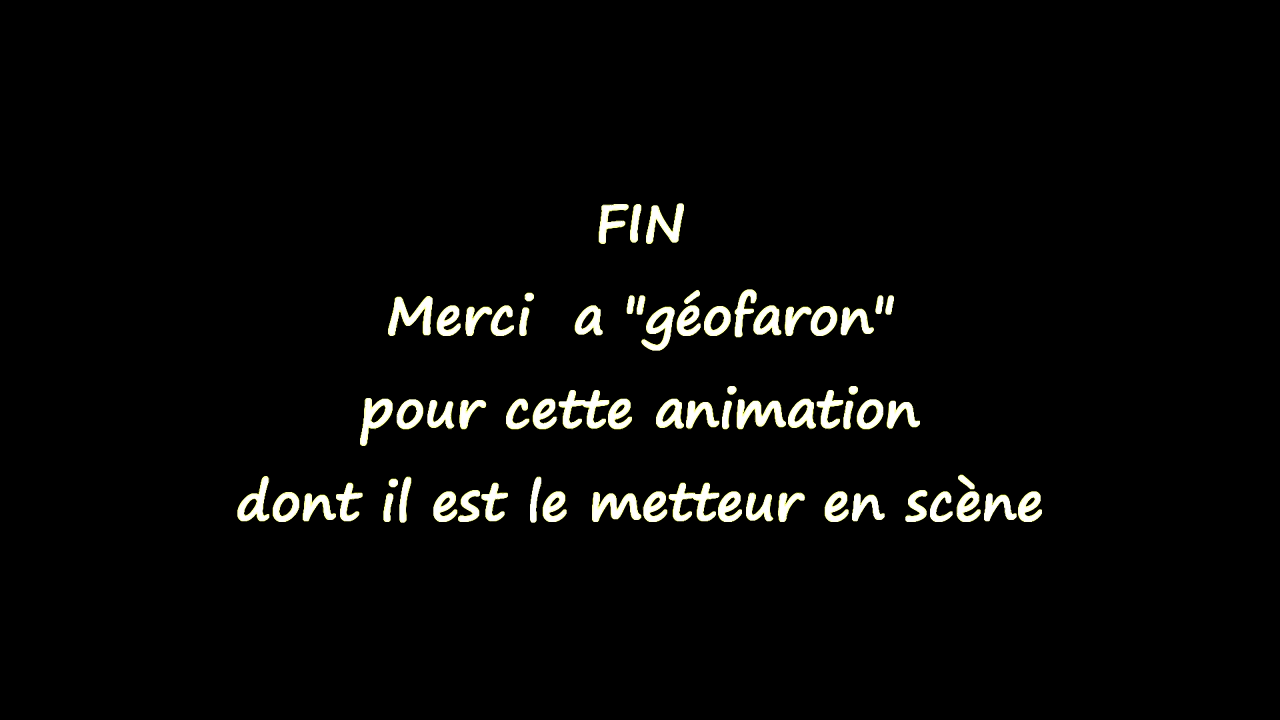 FIN
Merci  a "géofaron"
pour cette animation
dont il est le metteur en scène